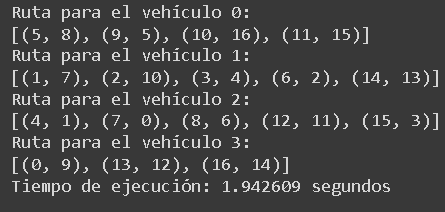 Ruta para el vehículo 0:
[(5, 8), (9, 5), (10, 16), (11, 15)]
Ruta para el vehículo 1:
[(1, 7), (2, 10), (3, 4), (6, 2), (14, 13)]
Ruta para el vehículo 2:
[(4, 1), (7, 0), (8, 6), (12, 11), (15, 3)]
Ruta para el vehículo 3:
[(0, 9), (13, 12), (16, 14)]
Tiempo de ejecución: 1.942609 segundos